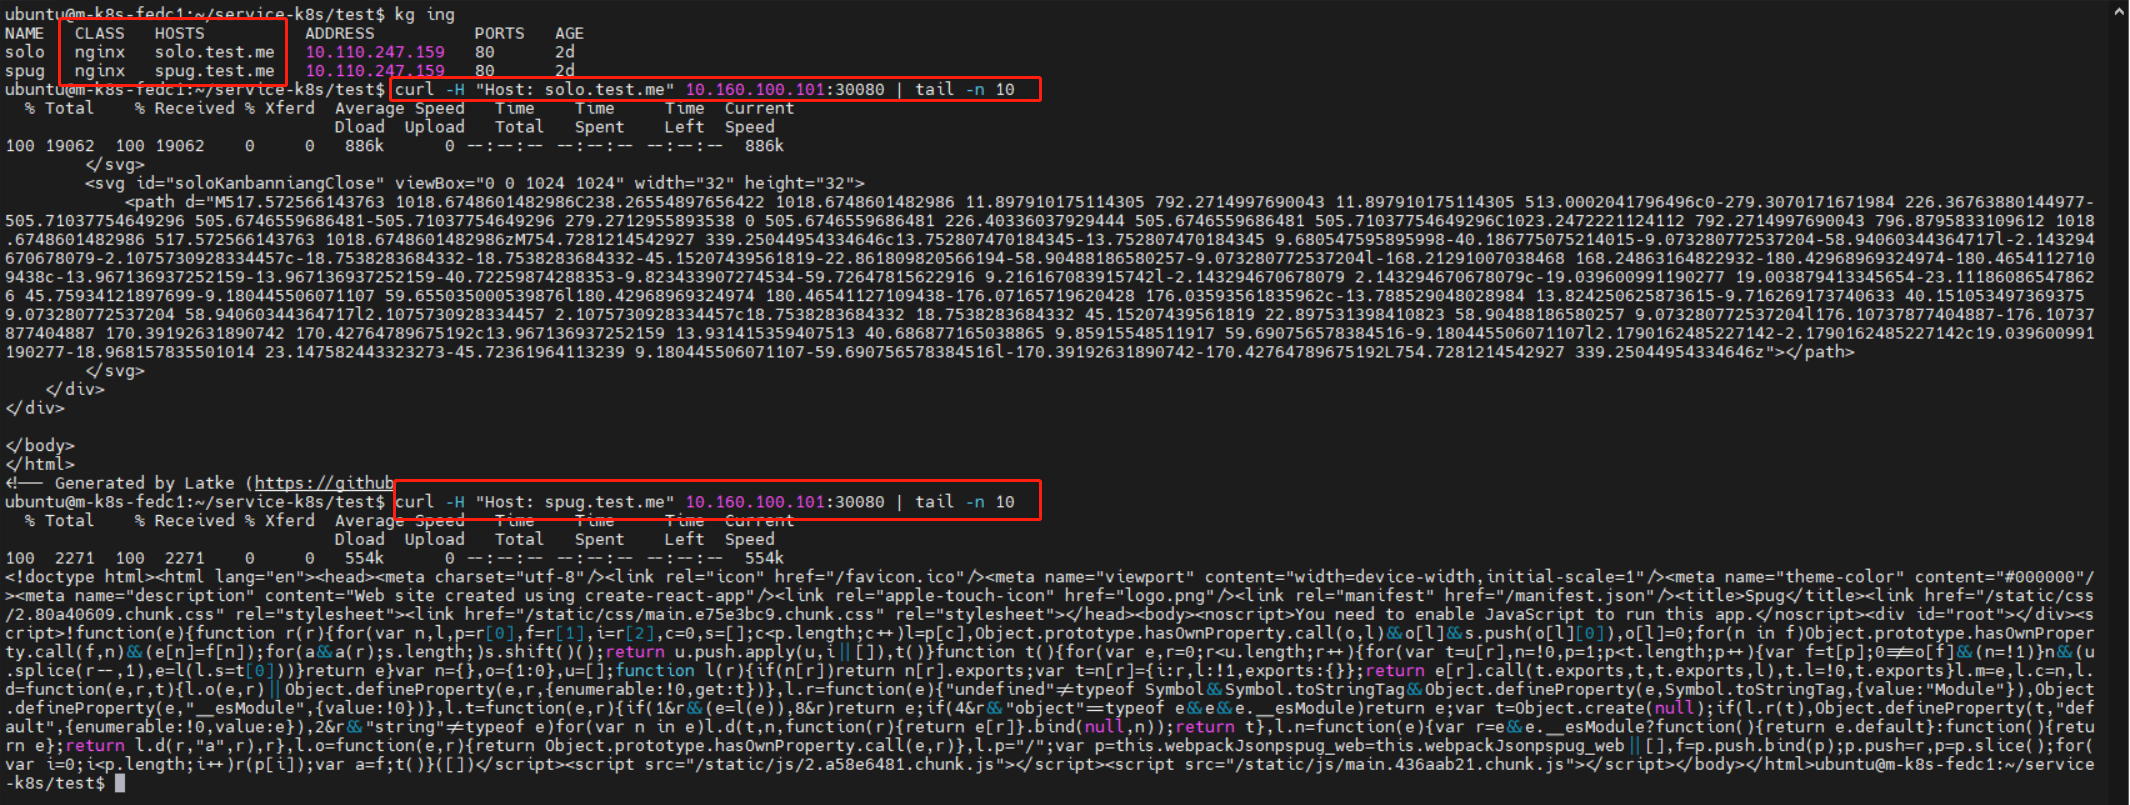 ubuntu@m-k8s-fedc1:~/service-k8s/test$ kg ing
NAME   CLASS   HOSTS          ADDRESS          PORTS   AGE
solo   nginx   solo.test.me   10.110.247.159   80      2d
spug   nginx   spug.test.me   10.110.247.159   80      2d
ubuntu@m-k8s-fedc1:~/service-k8s/test$ curl -H "Host: solo.test.me" 10.160.100.101:30080 | tail -n 10
  % Total    % Received % Xferd  Average Speed   Time    Time     Time  Current
                                 Dload  Upload   Total   Spent    Left  Speed
100 19062  100 19062    0     0   886k      0 --:--:-- --:--:-- --:--:--  886k
        </svg>
        <svg id="soloKanbanniangClose" viewBox="0 0 1024 1024" width="32" height="32">
            <path d="M517.572566143763 1018.6748601482986C238.26554897656422 1018.6748601482986 11.897910175114305 792.2714997690043 11.897910175114305 513.0002041796496c0-279.3070171671984 226.36763880144977-
505.71037754649296 505.6746559686481-505.71037754649296 279.2712955893538 0 505.6746559686481 226.40336037929444 505.6746559686481 505.71037754649296C1023.2472221124112 792.2714997690043 796.8795833109612 1018
.6748601482986 517.572566143763 1018.6748601482986zM754.7281214542927 339.25044954334646c13.752807470184345-13.752807470184345 9.680547595895998-40.186775075214015-9.073280772537204-58.94060344364717l-2.143294
670678079-2.1075730928334457c-18.7538283684332-18.7538283684332-45.15207439561819-22.861809820566194-58.90488186580257-9.073280772537204l-168.21291007038468 168.24863164822932-180.42968969324974-180.4654112710
9438c-13.967136937252159-13.967136937252159-40.72259874288353-9.823433907274534-59.72647815622916 9.21616708391574​2l-2.143294670678079 2.143294670678079c-19.039600991190277 19.003879413345654-23.11186086547862
6 45.75934121897699-9.180445506071107 59.655035000539876l180.42968969324974 180.46541127109438-176.07165719620428 176.03593561835962c-13.788529048028984 13.824250625873615-9.716269173740633 40.151053497369375
9.073280772537204 58.94060344364717l2.1075730928334457 2.1075730928334457c18.7538283684332 18.7538283684332 45.15207439561819 22.897531398410823 58.90488186580257 9.073280772537204l176.10737877404887-176.10737
877404887 170.39192631890742 170.42764789675192c13.967136937252159 13.931415359407513 40.686877165038865 9.85915548511917 59.690756578384516-9.180445506071107l2.1790162485227142-2.1790162485227142c19.039600991
190277-18.968157835501014 23.147582443323273-45.72361964113239 9.180445506071107-59.690756578384516l-170.39192631890742-170.42764789675192L754.7281214542927 339.25044954334646z"></path>
        </svg>
    </div>
</div>
</body>
</html>
<!-- Generated by Latke (https://github
ubuntu@m-k8s-fedc1:~/service-k8s/test$ curl -H "Host: spug.test.me" 10.160.100.101:30080 | tail -n 10
  % Total    % Received % Xferd  Average Speed   Time    Time     Time  Current
                                 Dload  Upload   Total   Spent    Left  Speed
100  2271  100  2271    0     0   554k      0 --:--:-- --:--:-- --:--:--  554k
<!doctype html><html lang="en"><head><meta charset="utf-8"/><link rel="icon" href="/favicon.ico"/><meta name="viewport" content="width=device-width,initial-scale=1"/><meta name="theme-color" content="#000000"/
><meta name="description" content="Web site created using create-react-app"/><link rel="apple-touch-icon" href="logo.png"/><link rel="manifest" href="/manifest.json"/><title>Spug</title><link href="/static/css
/2.80a40609.chunk.css" rel="stylesheet"><link href="/static/css/main.e75e3bc9.chunk.css" rel="stylesheet"></head><body><noscript>You need to enable JavaScript to run this app.</noscript><div id="root"></div><s
cript>!function(e){function r(r){for(var n,l,p=r[0],f=r[1],i=r[2],c=0,s=[];c<p.length;c++)l=p[c],Object.prototype.hasOwnProperty.call(o,l)&&o[l]&&s.push(o[l][0]),o[l]=0;for(n in f)Object.prototype.hasOwnProper
ty.call(f,n)&&(e[n]=f[n]);for(a&&a(r);s.length;)s.shift()();return u.push.apply(u,i||[]),t()}function t(){for(var e,r=0;r<u.length;r++){for(var t=u[r],n=!0,p=1;p<t.length;p++){var f=t[p];0!==o[f]&&(n=!1)}n&&(u
.splice(r--,1),e=l(l.s=t[0]))}return e}var n={},o={1:0},u=[];function l(r){if(n[r])return n[r].exports;var t=n[r]={i:r,l:!1,exports:{}};return e[r].call(t.exports,t,t.exports,l),t.l=!0,t.exports}l.m=e,l.c=n,l.
d=function(e,r,t){l.o(e,r)||Object.defineProperty(e,r,{enumerable:!0,get:t})},l.r=function(e){"undefined"!=typeof Symbol&&Symbol.toStringTag&&Object.defineProperty(e,Symbol.toStringTag,{value:"Module"}),Object
.defineProperty(e,"__esModule",{value:!0})},l.t=function(e,r){if(1&r&&(e=l(e)),8&r)return e;if(4&r&&"object"==typeof e&&e&&e.__esModule)return e;var t=Object.create(null);if(l.r(t),Object.defineProperty(t,"def
ault",{enumerable:!0,value:e}),2&r&&"string"!=typeof e)for(var n in e)l.d(t,n,function(r){return e[r]}.bind(null,n));return t},l.n=function(e){var r=e&&e.__esModule?function(){return e.default}:function(){retu
rn e};return l.d(r,"a",r),r},l.o=function(e,r){return Object.prototype.hasOwnProperty.call(e,r)},l.p="/";var p=this.webpackJsonpspug_web=this.webpackJsonpspug_web||[],f=p.push.bind(p);p.push=r,p=p.slice();for(
var i=0;i<p.length;i++)r(p[i]);var a=f;t()}([])</script><script src="/static/js/2.a58e6481.chunk.js"></script><script src="/static/js/main.436aab21.chunk.js"></script></body></html>ubuntu@m-k8s-fedc1:~/service
-k8s/test$